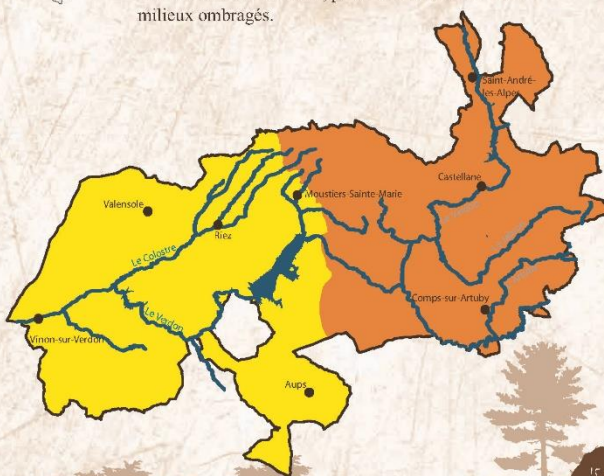 milieux ombragés.
Saint-André-
les-Alpes
Castellane
Moustiers-Sainte-Marie
Valensole
Riez
Le Colostre
Comps-sur-Artuby
Le Verdon
Vinon-sur-Verdon
Aups